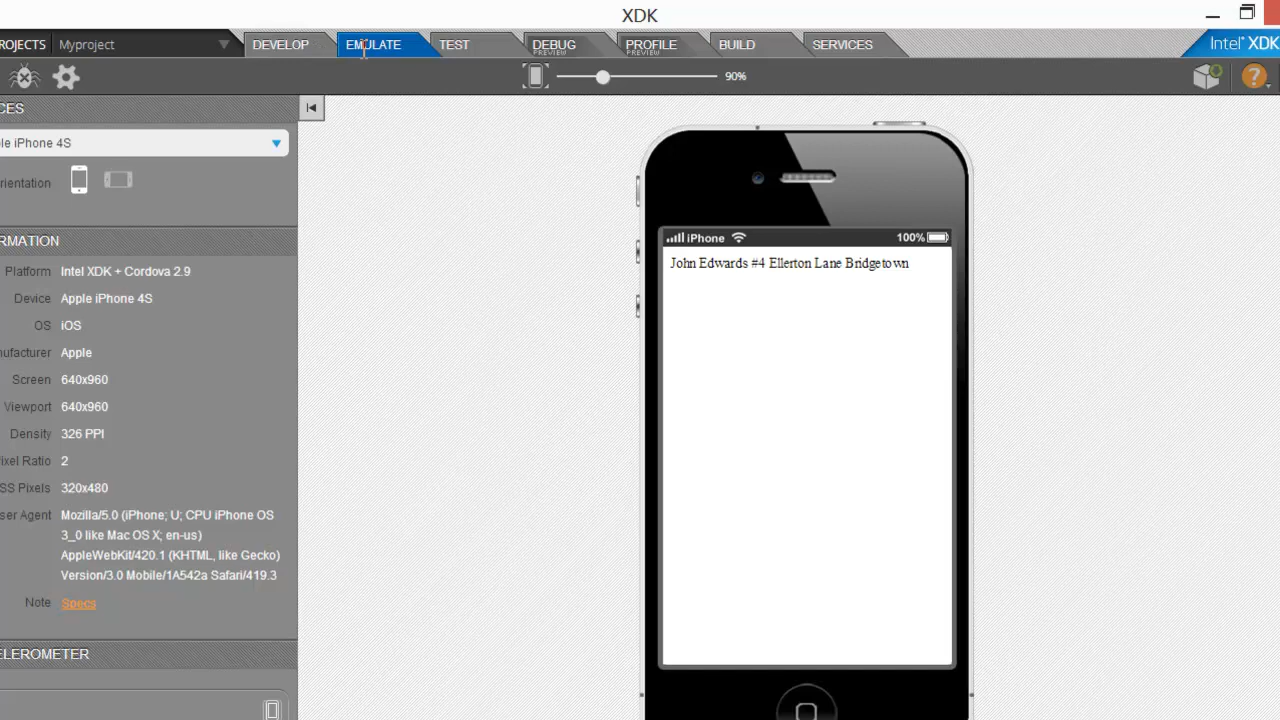 XDK
ROJECTS Myproject DEVELOP EMULATE TEST DEBUG PREVIEW PROFILE PREVIEW BUILD SERVICES Intel® XDK
90% ?
CES
le iPhone 4S
rientation
iPhone 100%
John Edwards #4 Ellerton Lane Bridgetown
RMATION
Platform Intel XDK + Cordova 2.9
Device Apple iPhone 4S
OS iOS
nufacturer Apple
Screen 640x960
Viewport 640x960
Density 326 PPI
ixel Ratio 2
SS Pixels 320x480
ser Agent Mozilla/5.0 (iPhone; U; CPU iPhone OS
3_0 like Mac OS X; en-us)
AppleWebKit/420.1 (KHTML, like Gecko)
Version/3.0 Mobile/1A542a Safari/419.3
Note Specs
ELEROMETER